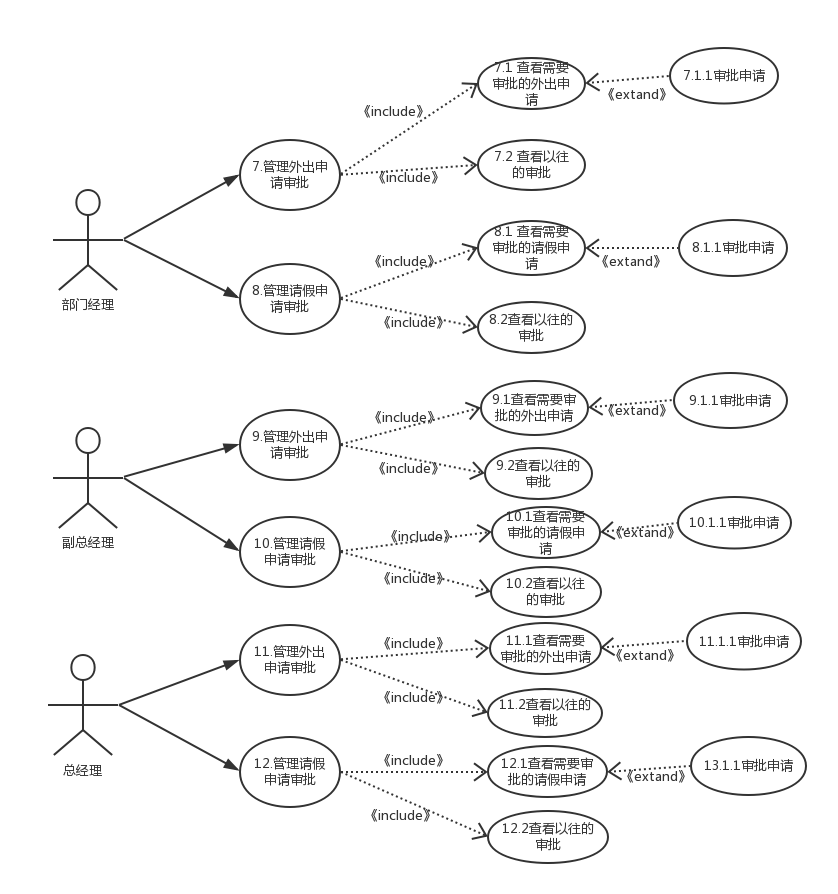 7.1 查看需要
审批的外出申
请
7.1.1审批申请
《include》
《extand》
7.管理外出申
请审批
7.2 查看以往
的审批
《include》
部门经理
8.1 查看需要
审批的请假申
请
8.1.1审批申请
《include》
《extand》
8.管理请假申
请审批
8.2查看以往的
审批
《include》
9.1查看需要审
批的外出申请
9.1.1审批申请
《include》
《extand》
9.管理外出申
请审批
9.2查看以往的
审批
《include》
副总经理
10.1查看需要
审批的请假申
请
10.1.1审批申请
《include》
《extand》
10.管理请假
申请审批
10.2查看以往
的审批
《include》
11.1查看需要
审批的外出申请
11.1.1审批申请
《include》
《extand》
11.管理外出
申请审批
11.2查看以往的
审批
《include》
总经理
12.1查看需要审
批的请假申请
13.1.1审批申请
《include》
《extand》
12.管理请假
申请审批
12.2查看以往的
审批
《include》